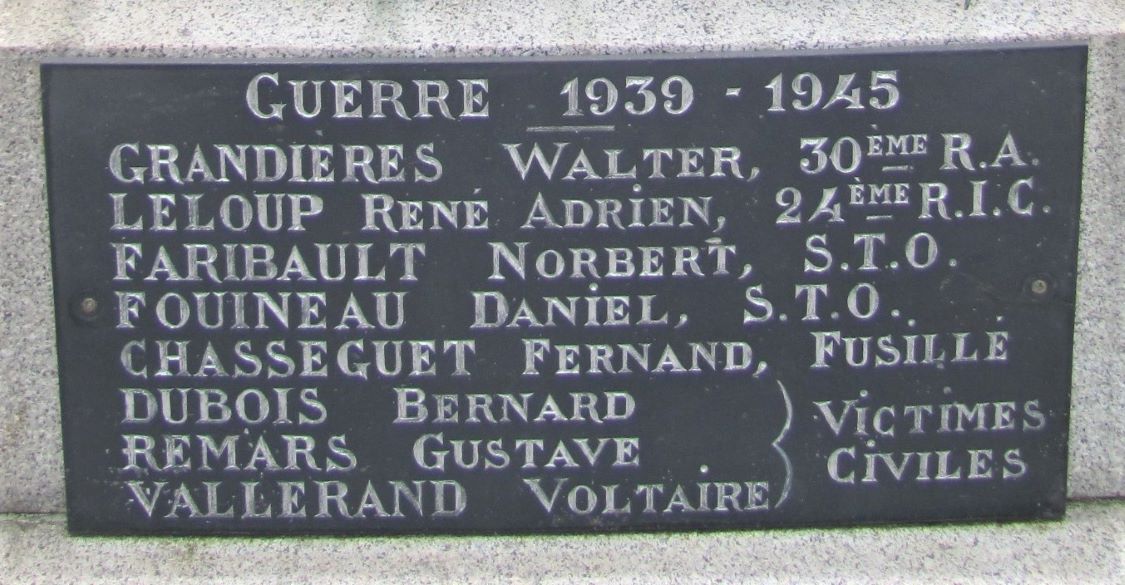 GUERRE 1939 - 1945
GRANDIÈRES WALTER, 30ÈME R.A.
LELOUP RENÉ ADRIEN, 24ÈME R.I.C.
FARIBAULT NORBERT, S.T.O.
FOUINEAU DANIEL, S.T.O.
CHASSEGUET FERNAND, FUSILLÉ
DUBOIS BERNARD
REMARS GUSTAVE
VALLERAND VOLTAIRE
VICTIMES
CIVILES